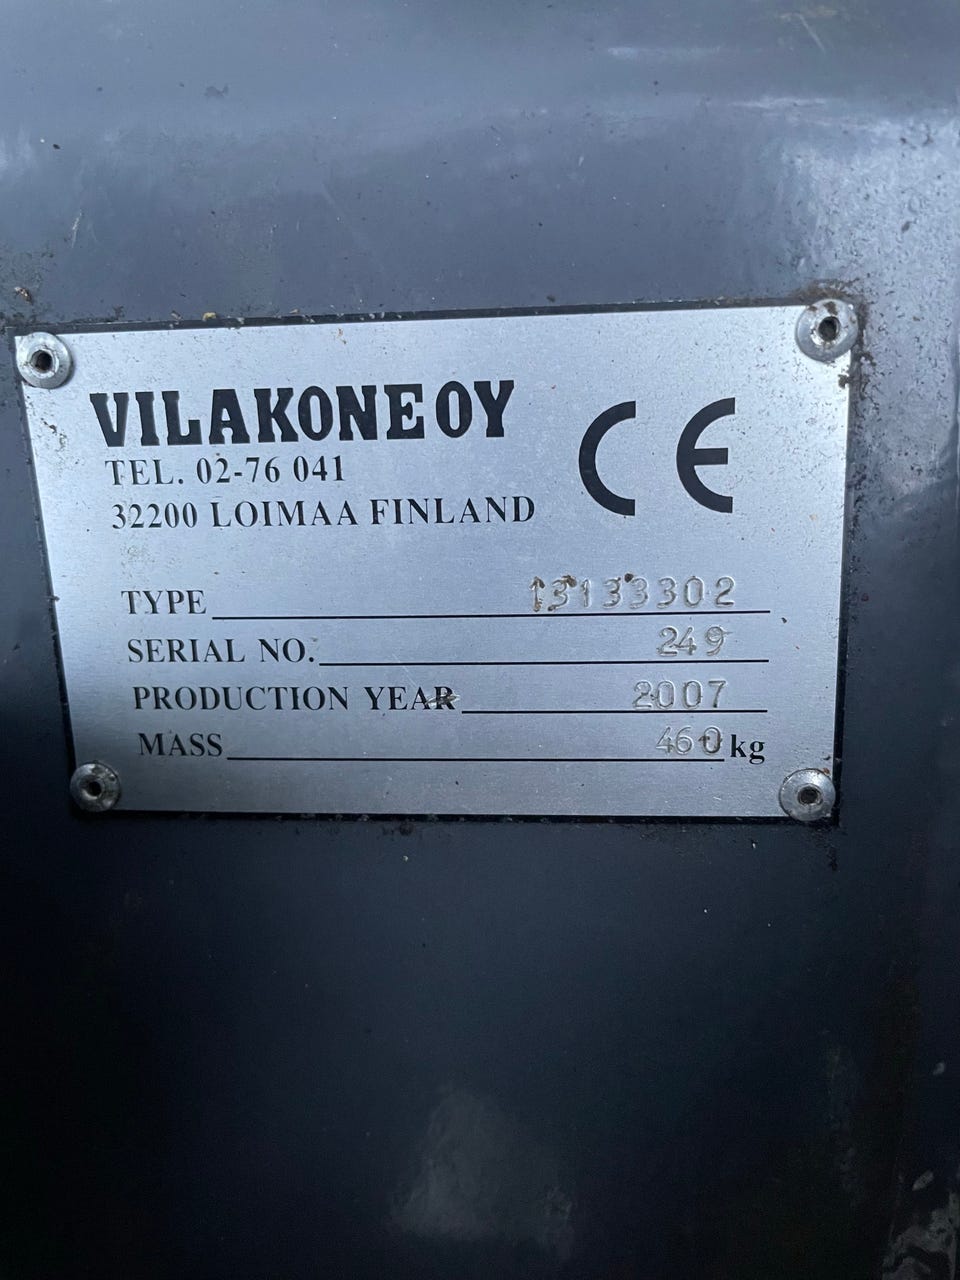 VILAKONE OY
TEL. 02-76 041
32200 LOIMAA FINLAND
CE
TYPE 13133302
SERIAL NO. 249
PRODUCTION YEAR 2007
MASS 460 kg